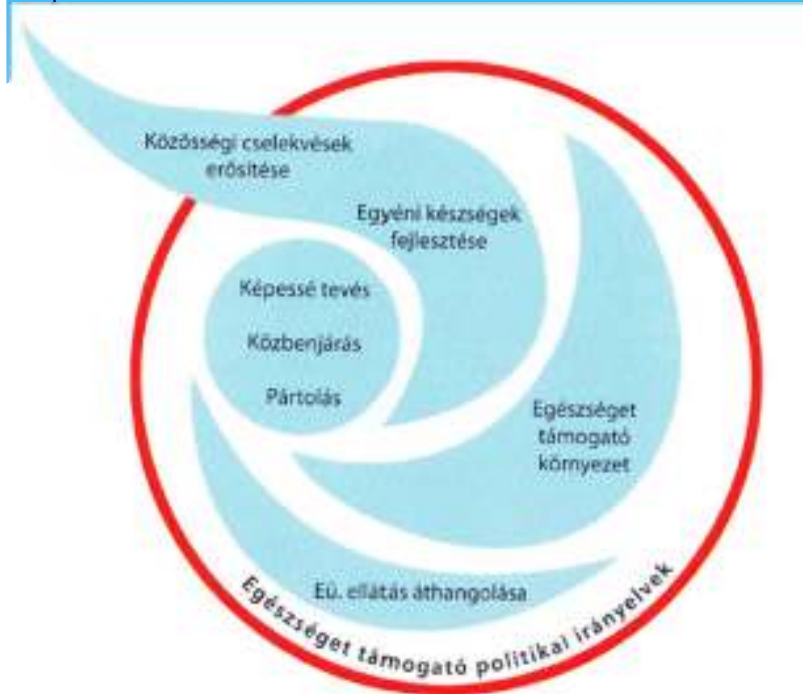 Közösségi cselekvések
erősítése
Egyéni készségek
fejlesztése
Képessé tevés
Közbenjárás
Pártolás
Egészséget
támogató
környezet
Eü. ellátás áthangolása
Egészséget támogató politikai irányelvek